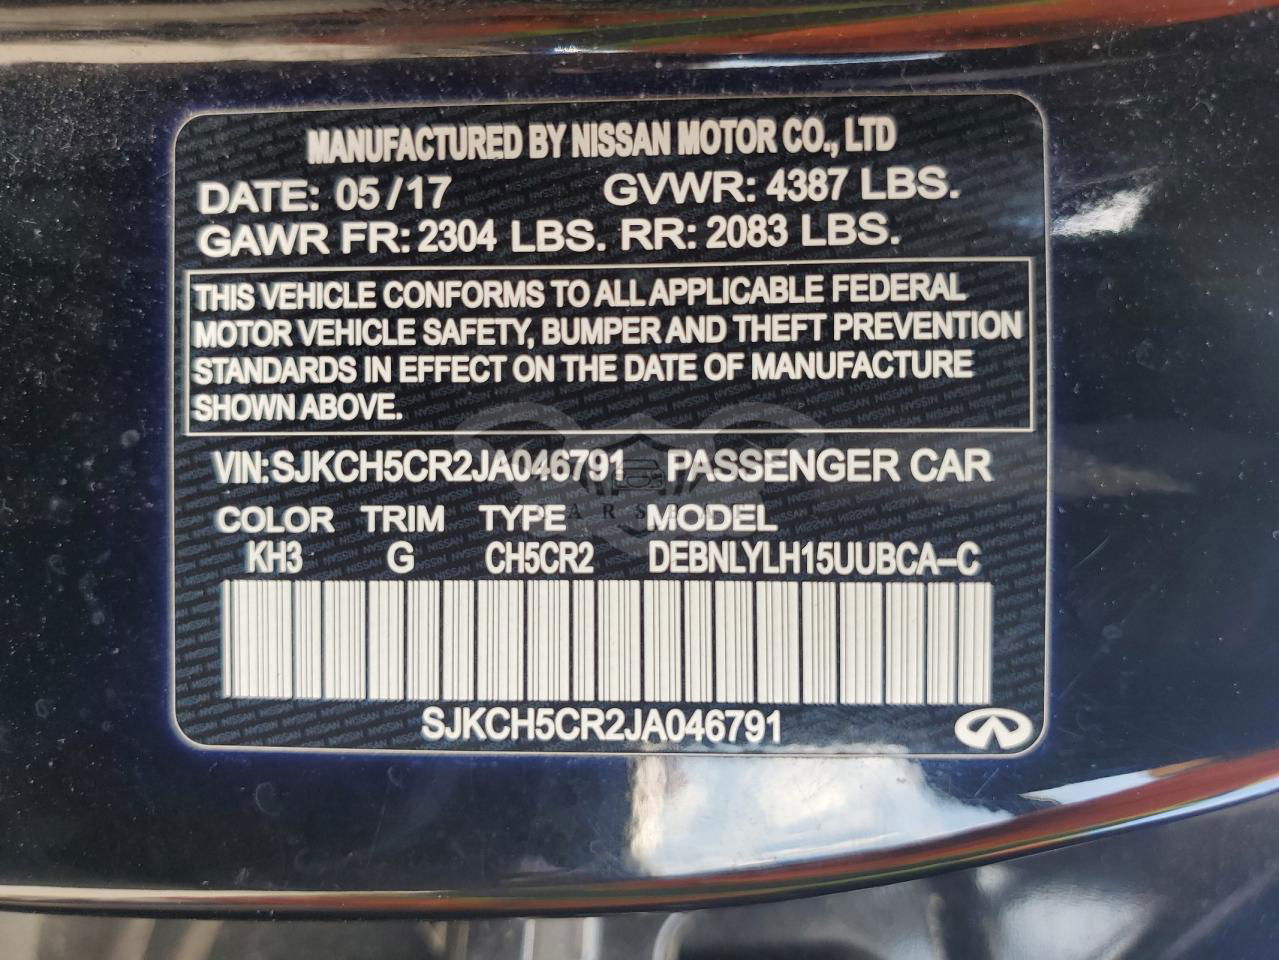 MANUFACTURED BY NISSAN MOTOR CO., LTD
DATE: 05/17 GVWR: 4387 LBS.
GAWR FR: 2304 LBS. RR: 2083 LBS.
THIS VEHICLE CONFORMS TO ALL APPLICABLE FEDERAL
MOTOR VEHICLE SAFETY, BUMPER AND THEFT PREVENTION
STANDARDS IN EFFECT ON THE DATE OF MANUFACTURE
SHOWN ABOVE.
VIN: SJKCH5CR2JA046791 PASSENGER CAR
COLOR TRIM TYPE MODEL
KH3 G CH5CR2 DEBNLYLH15UUBCA-C
SJKCH5CR2JA046791